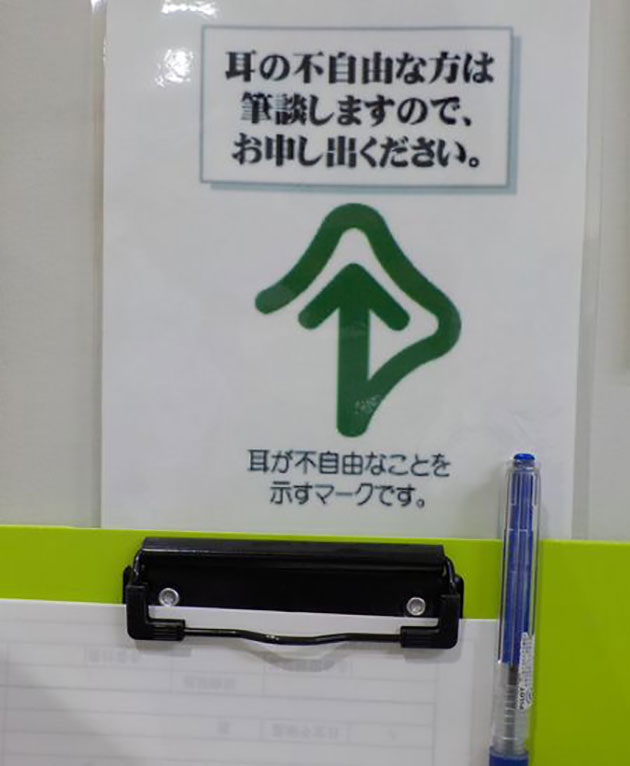 耳の不自由な方は
筆談しますので、
お申し出ください。
耳が不自由なことを
示すマークです。
PILOT